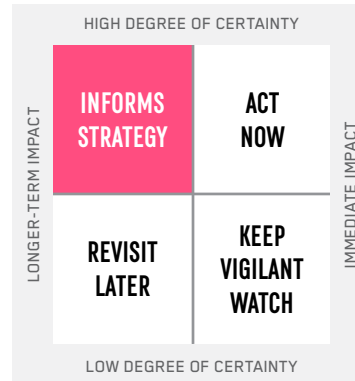 HIGH DEGREE OF CERTAINTY
LONGER-TERM IMPACT
INFORMS
STRATEGY
ACT
NOW
IMMEDIATE IMPACT
REVISIT
LATER
KEEP
VIGILANT
WATCH
LOW DEGREE OF CERTAINTY